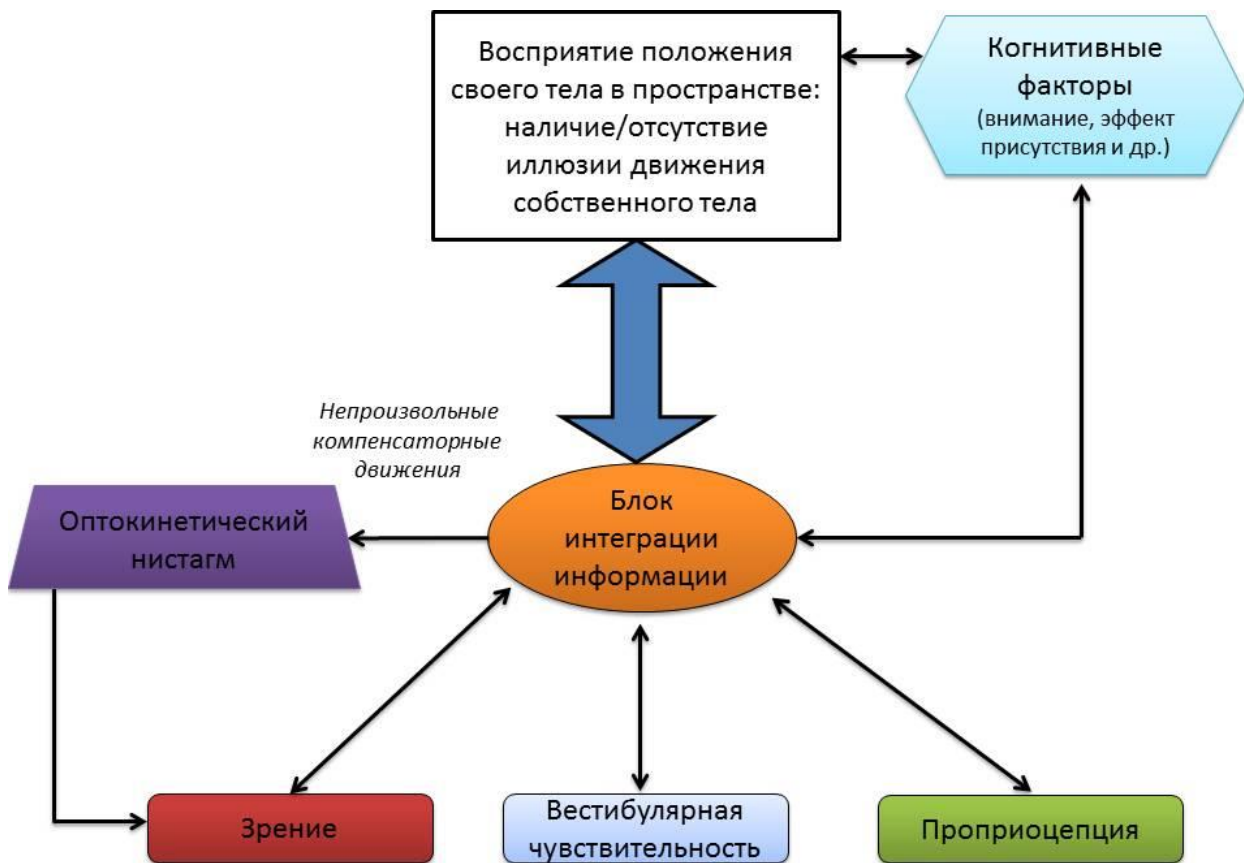 Восприятие положения
своего тела в пространстве:
наличие/отсутствие
иллюзии движения
собственного тела
Когнитивные
факторы
(внимание, эффект
присутствия и др.)
Непроизвольные
компенсаторные
движения
Оптокинетический
нистагм
Блок
интеграции
информации
Зрение
Вестибулярная
чувствительность
Проприоцепция